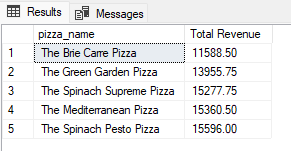 Results Messages
pizza_name Total Revenue
1 The Brie Carre Pizza 11588.50
2 The Green Garden Pizza 13955.75
3 The Spinach Supreme Pizza 15277.75
4 The Mediterranean Pizza 15360.50
5 The Spinach Pesto Pizza 15596.00